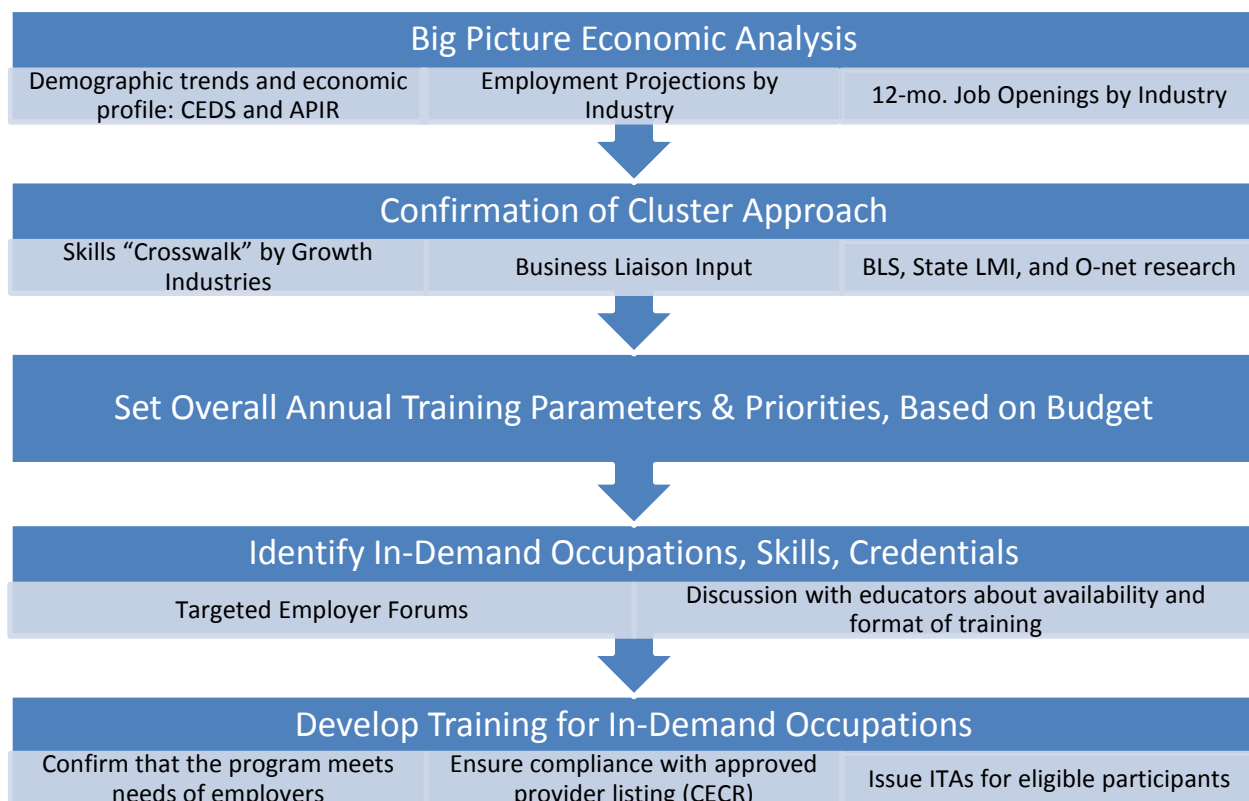 Big Picture Economic Analysis
Demographic trends and economic
profile: CEDS and APIR
Employment Projections by
Industry
12-mo. Job Openings by Industry
Confirmation of Cluster Approach
Skills “Crosswalk” by Growth
Industries
Business Liaison Input
BLS, State LMI, and O-net research
Set Overall Annual Training Parameters & Priorities, Based on Budget
Identify In-Demand Occupations, Skills, Credentials
Targeted Employer Forums
Discussion with educators about availability and
format of training
Develop Training for In-Demand Occupations
Confirm that the program meets
needs of employers
Ensure compliance with approved
provider listing (CECR)
Issue ITAs for eligible participants